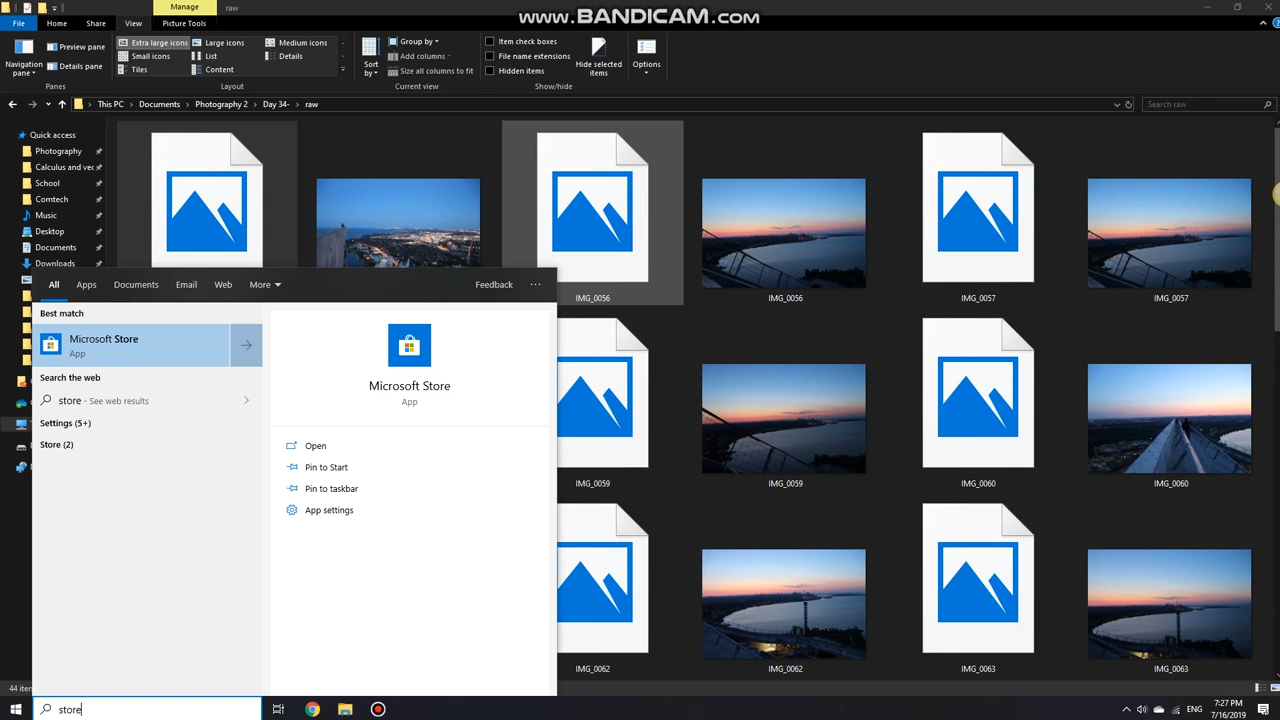 Manage
raw
www.BANDICAM.com
File
Home
Share
View
Picture Tools
Navigation pane
Preview pane
Details pane
Panes
Extra large icons
Large icons
Medium icons
Small icons
List
Details
Tiles
Content
Layout
Sort by
Group by
Add columns
Size all columns to fit
Current view
Item check boxes
File name extensions
Hidden items
Hide selected items
Show/hide
Options
This PC > Documents > Photography 2 > Day 34- > raw
Search raw
Quick access
Photography
Calculus and vec
School
Comtech
Music
Desktop
Documents
Downloads
IMG_0056
IMG_0056
IMG_0057
IMG_0057
IMG_0059
IMG_0059
IMG_0060
IMG_0060
IMG_0062
IMG_0062
IMG_0063
IMG_0063
All
Apps
Documents
Email
Web
More
Feedback
...
Best match
Microsoft Store
App
Search the web
store - See web results
Settings (5+)
Store (2)
Microsoft Store
App
Open
Pin to Start
Pin to taskbar
App settings
44 iten
store
ENG
7:27 PM
7/16/2019